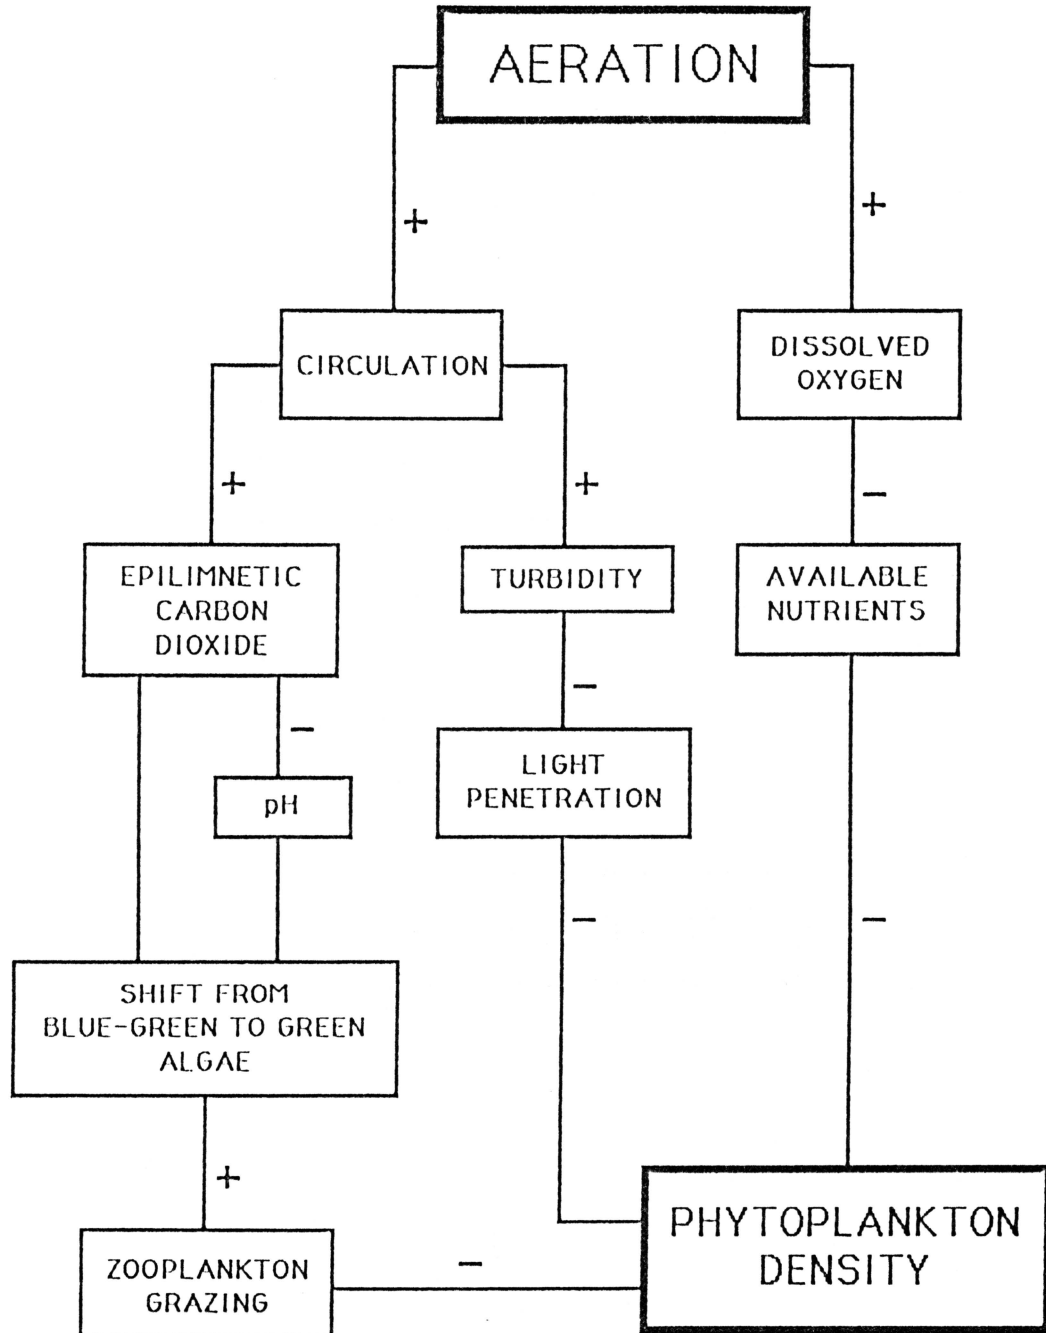 AERATION
+
+
CIRCULATION
DISSOLVED
OXYGEN
+
+
−
EPILIMNETIC
CARBON
DIOXIDE
TURBIDITY
AVAILABLE
NUTRIENTS
−
−
pH
LIGHT
PENETRATION
−
−
SHIFT FROM
BLUE-GREEN TO GREEN
ALGAE
+
ZOOPLANKTON
GRAZING
−
PHYTOPLANKTON
DENSITY